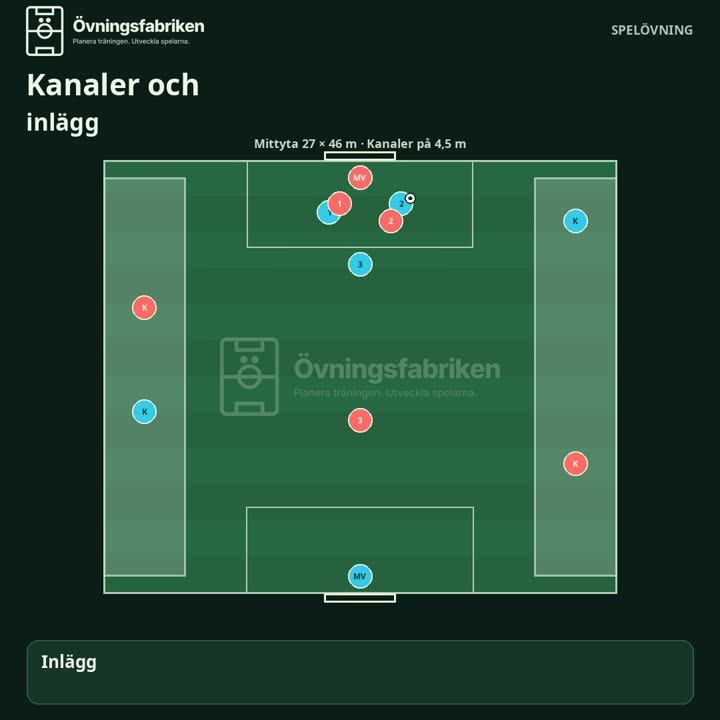 Övningsfabriken
Planera träningen. Utveckla spelarna.
SPELÖVNING
Kanaler och
inlägg
Mittyta 27 × 46 m · Kanaler på 4,5 m
MV
1
1
2
2
K
3
K
Övningsfabriken
Planera träningen. Utveckla spelarna.
K
3
K
MV
Inlägg